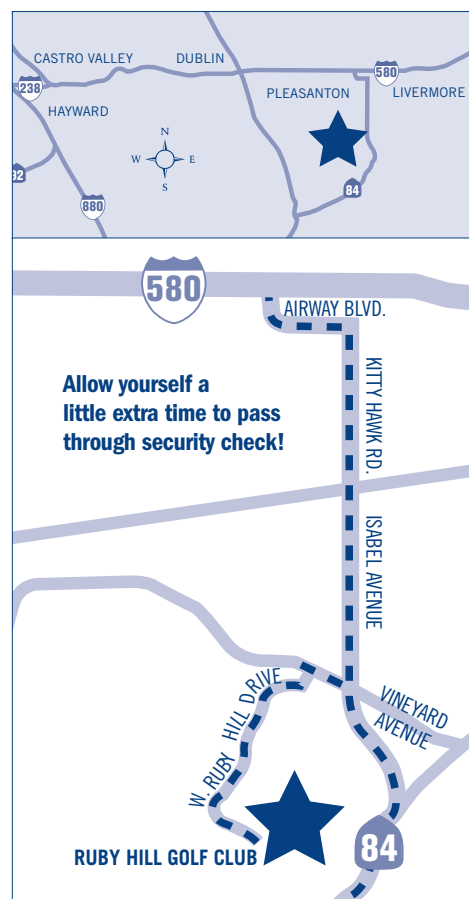 CASTRO VALLEY
DUBLIN
580
238
PLEASANTON
LIVERMORE
HAYWARD
N
W E
S
92
84
880
580
AIRWAY BLVD.
Allow yourself a
little extra time to pass
through security check!
KITTY HAWK RD.
ISABEL AVENUE
VINEYARD
AVENUE
W. RUBY HILL DRIVE
RUBY HILL GOLF CLUB
84